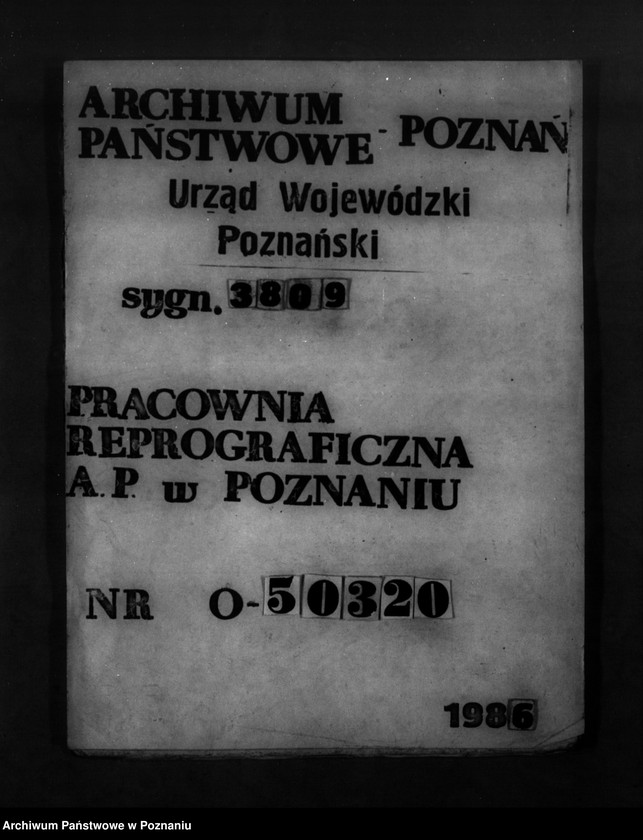 ARCHIWUM
PAŃSTWOWE - POZNAŃ
Urząd Wojewódzki
Poznański
sygn. 3809
PRACOWNIA
REPROGRAFICZNA
A.P. w POZNANIU
NR O-50320
1986
Archiwum Państwowe w Poznaniu